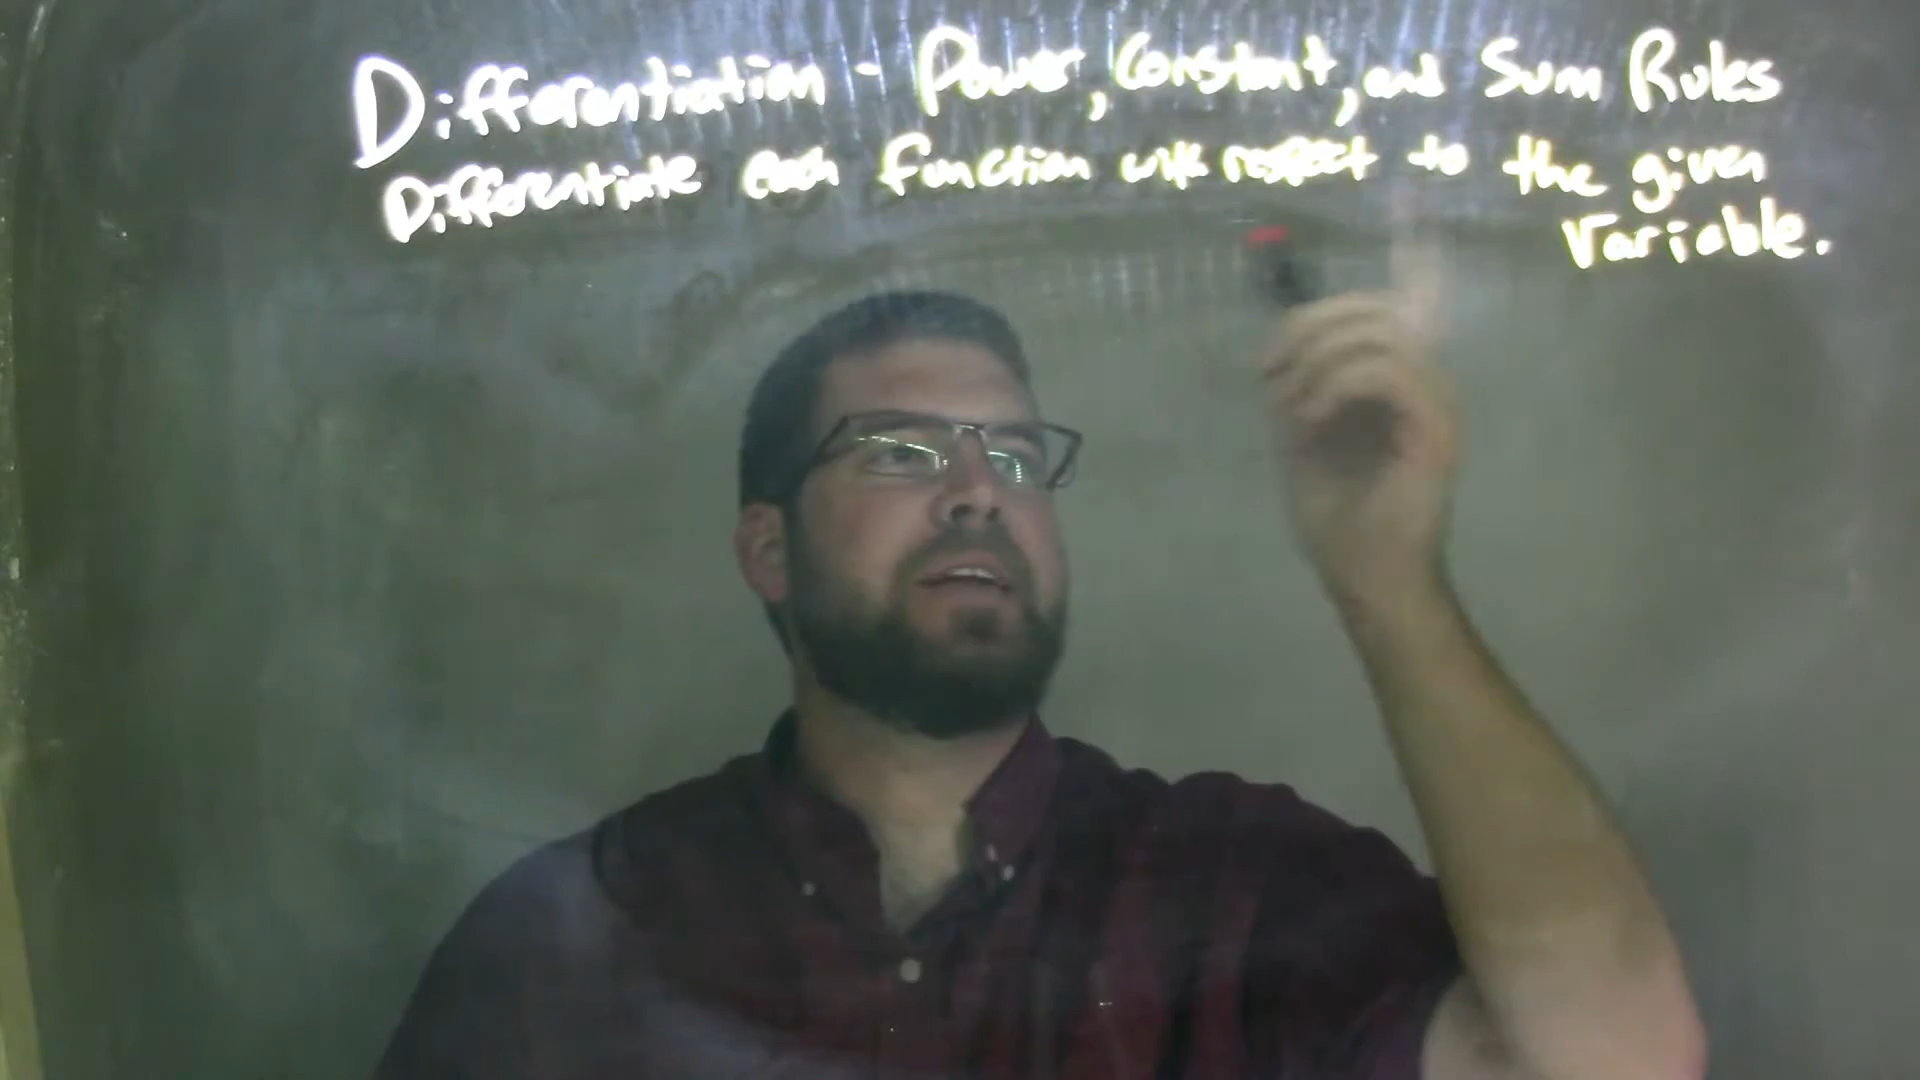 Differentiation - Power, Constant, and Sum Rules
Differentiate each function with respect to the given
Variable.